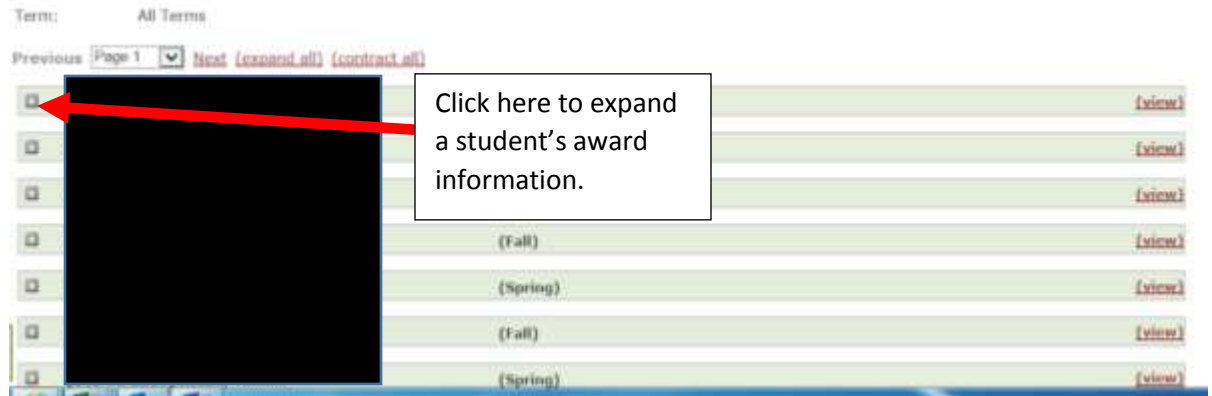 Term: All Terms
Previous Page 1 Next (expand all) (contract all)
Click here to expand
a student's award
information.
(view)
(view)
(view)
(Fall) (view)
(Spring) (view)
(Fall) (view)
(Spring) (view)